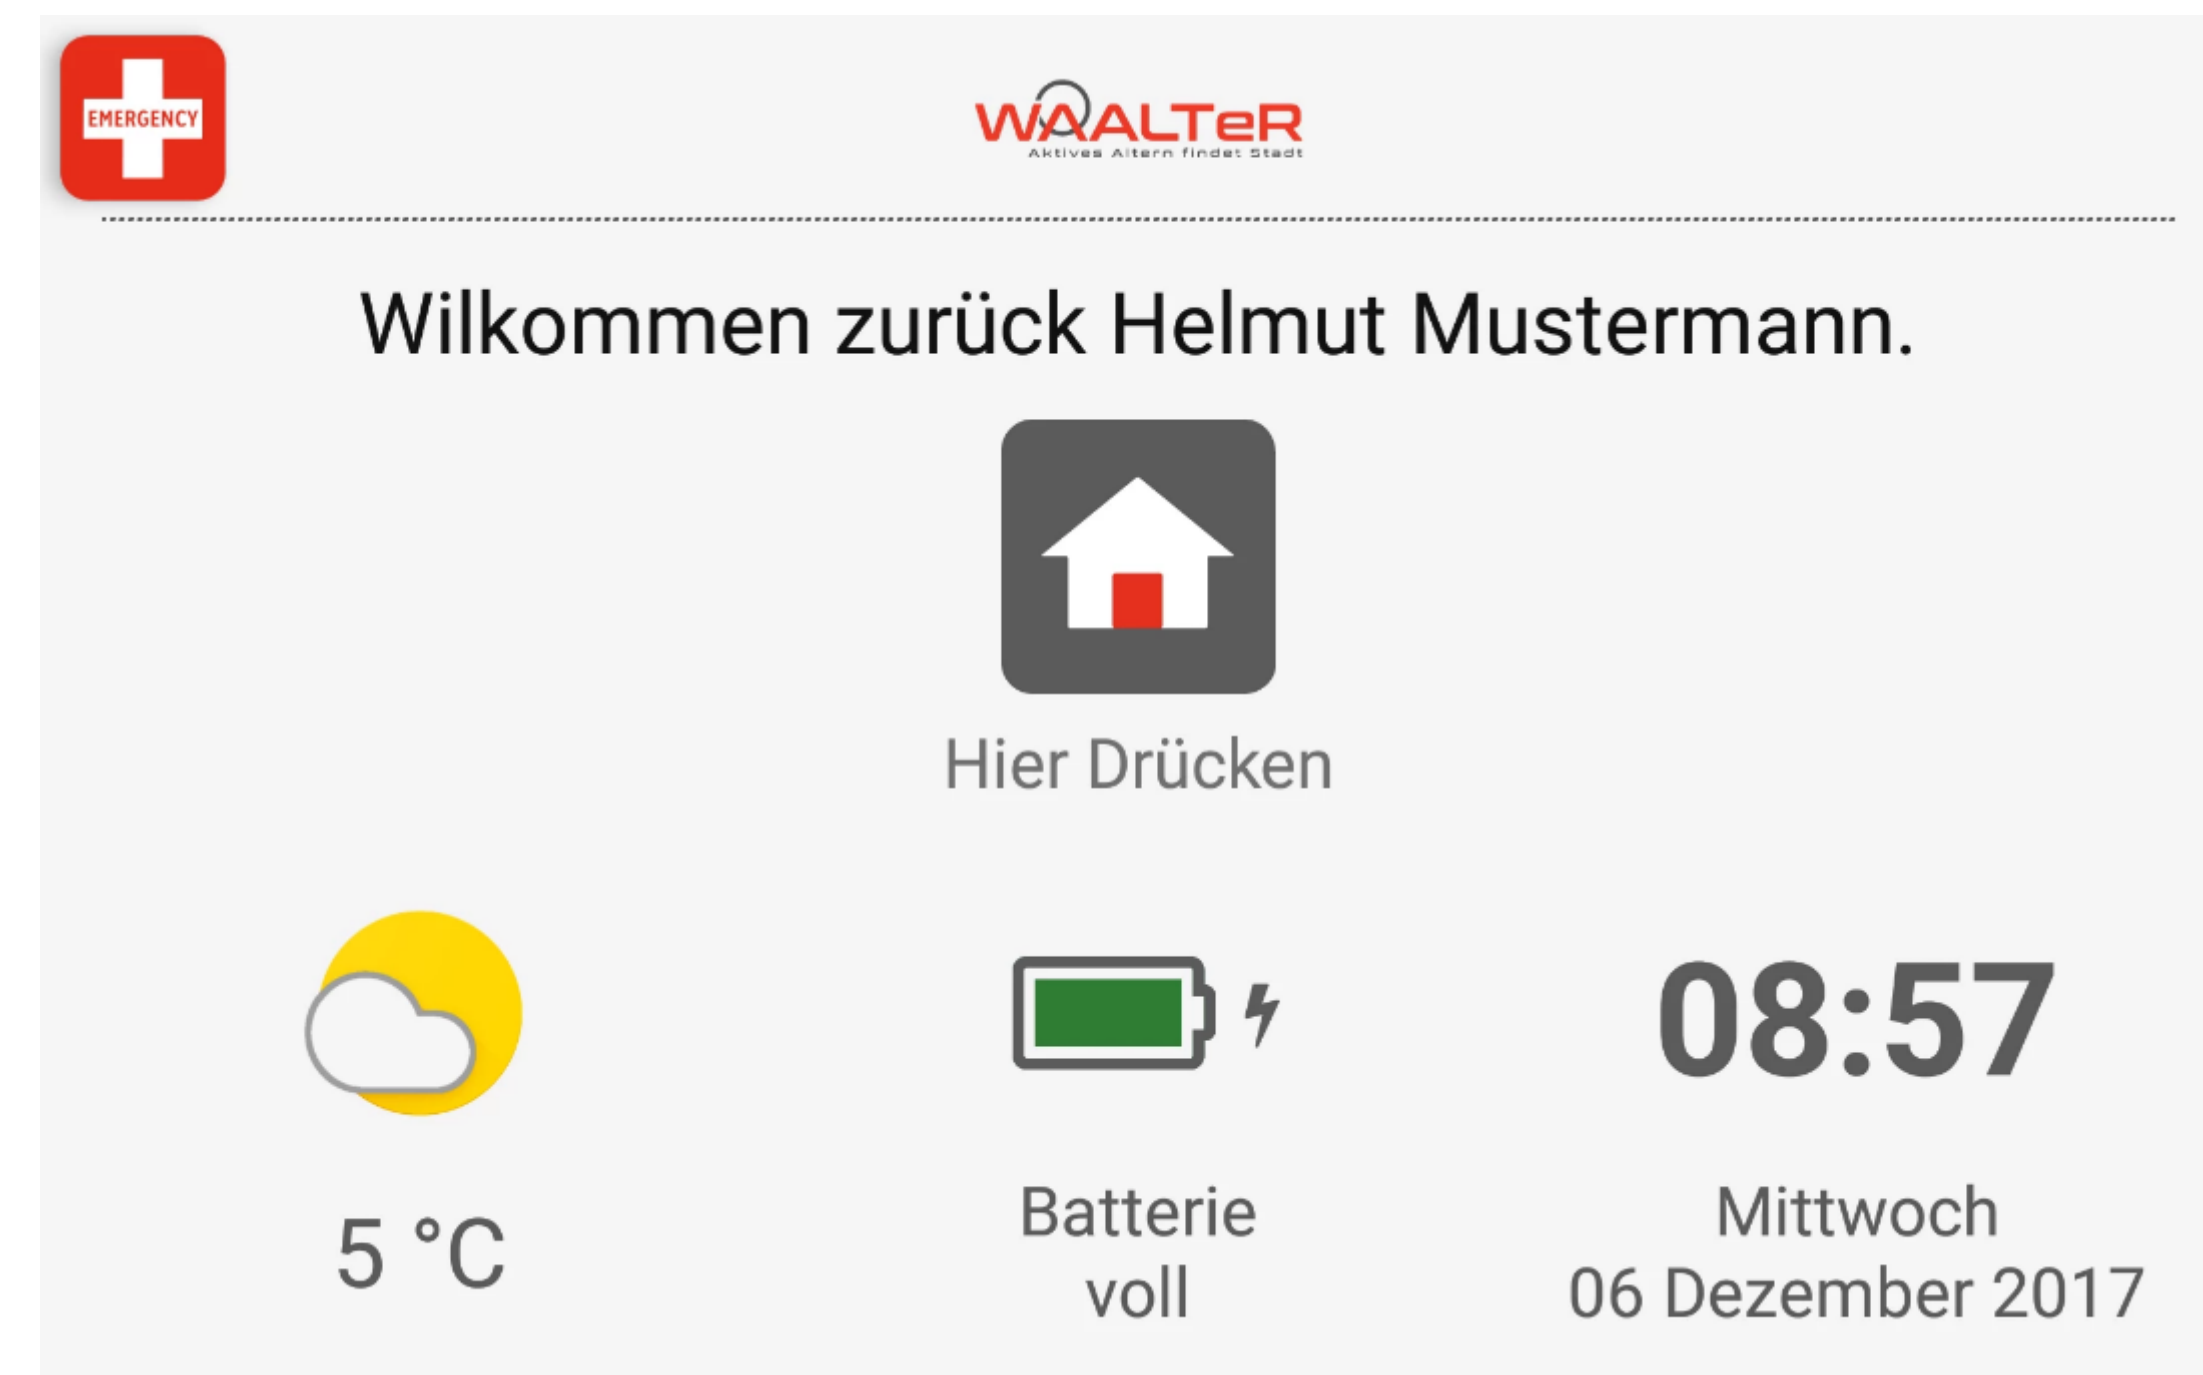 EMERGENCY
WAALTeR
Aktives Altern findet Stadt
Wilkommen zurück Helmut Mustermann.
Hier Drücken
5 °C
Batterie
voll
08:57
Mittwoch
06 Dezember 2017